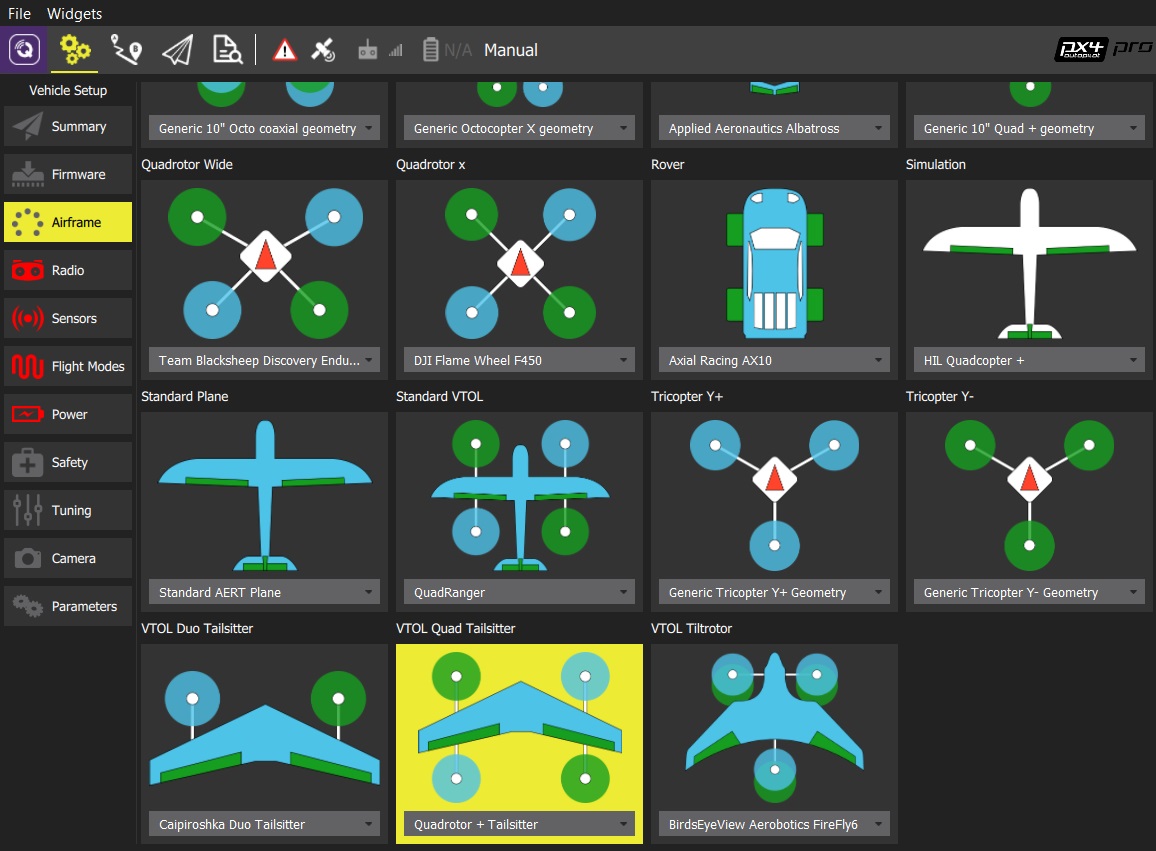 File Widgets
N/A Manual
px4 pro
autopilot
Vehicle Setup
Summary
Firmware
Airframe
Radio
Sensors
Flight Modes
Power
Safety
Tuning
Camera
Parameters
Generic 10" Octo coaxial geometry
Generic Octocopter X geometry
Applied Aeronautics Albatross
Generic 10" Quad + geometry
Quadrotor Wide
Quadrotor x
Rover
Simulation
Team Blacksheep Discovery Endu...
DJI Flame Wheel F450
Axial Racing AX10
HIL Quadcopter +
Standard Plane
Standard VTOL
Tricopter Y+
Tricopter Y-
Standard AERT Plane
QuadRanger
Generic Tricopter Y+ Geometry
Generic Tricopter Y- Geometry
VTOL Duo Tailsitter
VTOL Quad Tailsitter
VTOL Tiltrotor
Caipiroshka Duo Tailsitter
Quadrotor + Tailsitter
BirdsEyeView Aerobotics FireFly6